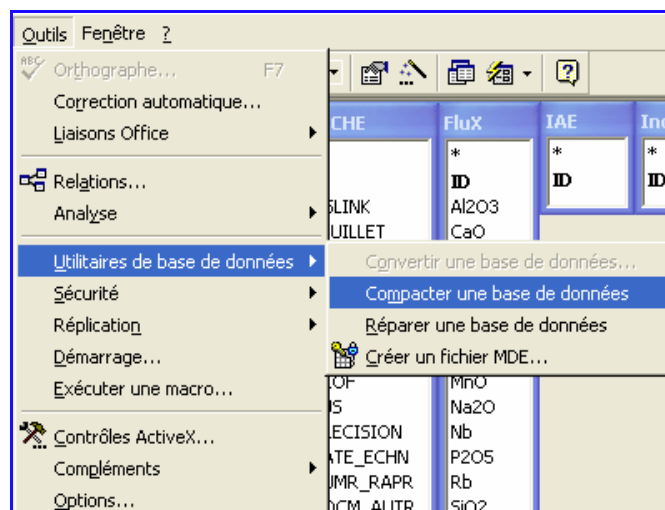 Outils Fenêtre ?
Orthographe... F7
Correction automatique...
Liaisons Office
Relations...
Analyse
Utilitaires de base de données
Sécurité
Réplication
Démarrage...
Exécuter une macro...
Contrôles ActiveX...
Compléments
Options...
Convertir une base de données...
Compacter une base de données
Réparer une base de données
Créer un fichier MDE...
CHE
SLINK
UILLET
ECISION
ATE_ECHN
UMR_RAPR
OCM_AUTR
FluX
*
ID
Al2O3
CaO
MnO
Na2O
Nb
P2O5
Rb
SiO2
IAE
*
ID
Ind
*
ID